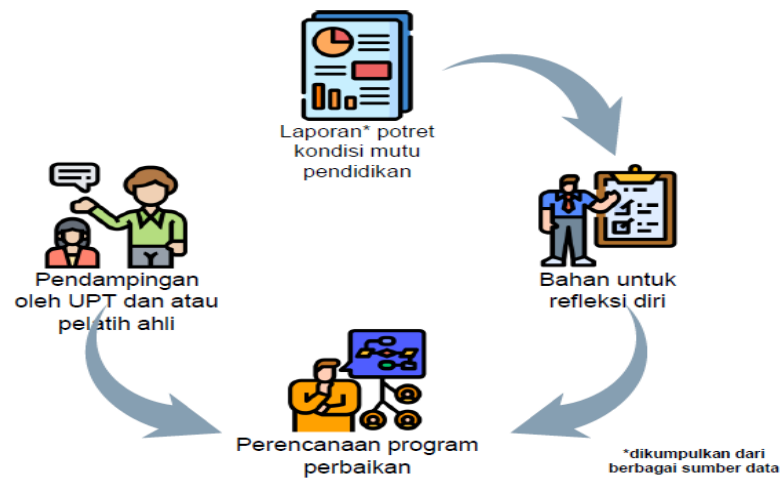 Laporan* potret
kondisi mutu
pendidikan
Pendampingan
oleh UPT dan atau
pelatih ahli
Bahan untuk
refleksi diri
Perencanaan program
perbaikan
*dikumpulkan dari
berbagai sumber data